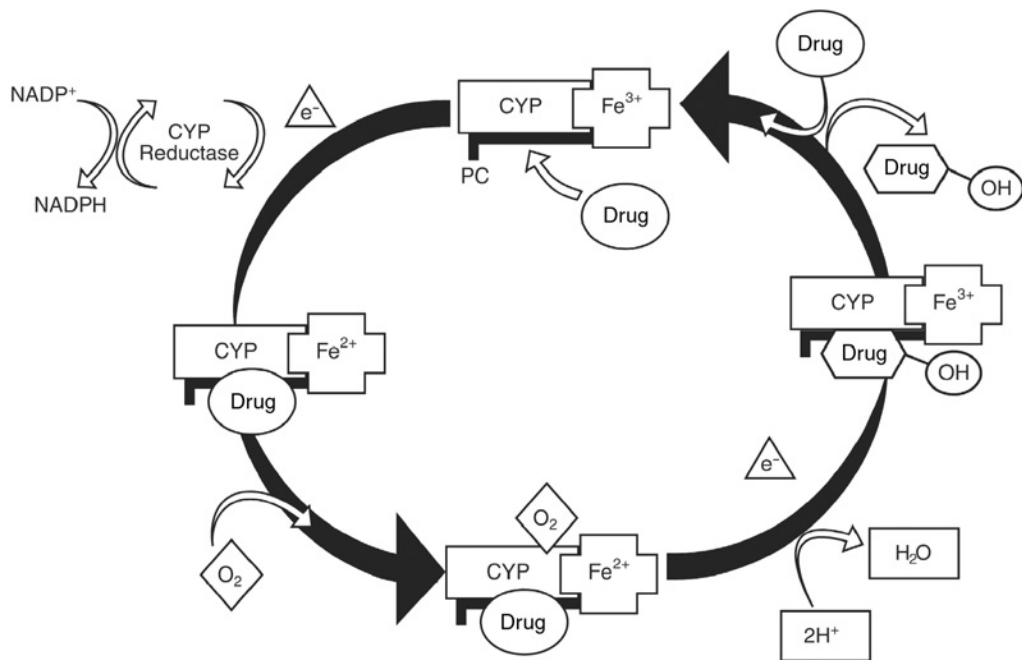 Drug
NADP⁺
CYP
Reductase
NADPH
e⁻
CYP
Fe³⁺
PC
Drug
Drug
OH
CYP
Fe²⁺
Drug
CYP
Fe³⁺
Drug
OH
e⁻
O₂
O₂
CYP
Fe²⁺
Drug
H₂O
2H⁺